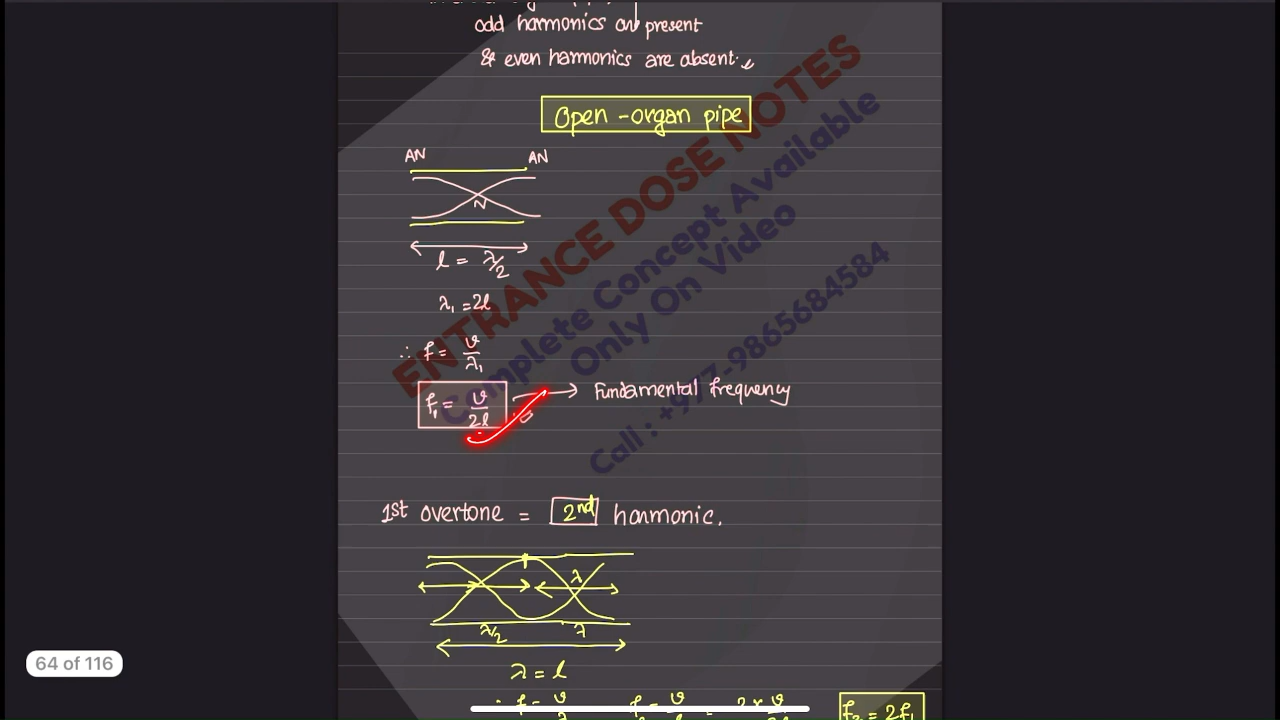 odd harmonics are present
& even harmonics are absent.
Open-organ pipe
AN AN
N
l = λ/2
λ₁ = 2l
∴ f = v/λ₁
f₁ = v/2l → Fundamental frequency
1st overtone = 2nd harmonic.
λ
λ/2 λ
λ = l
f₂ = 2f₁
ENTRANCE DOSE NOTES
Complete Concept Available
Only On Video
Call : +977-9865684584
64 of 116